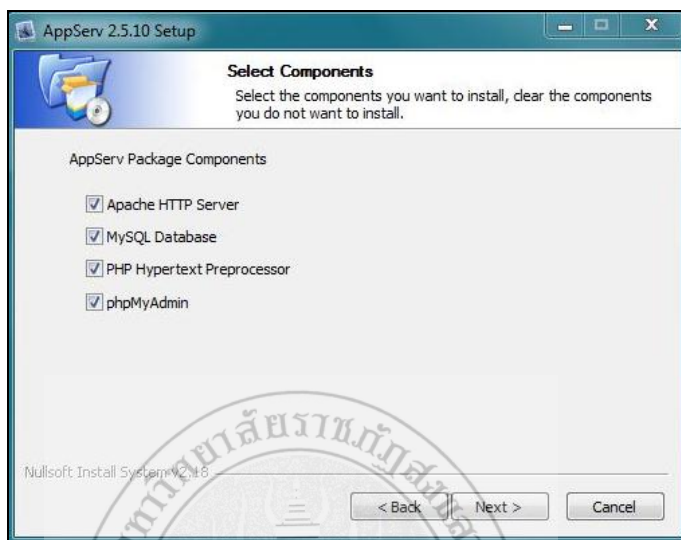 AppServ 2.5.10 Setup
Select Components
Select the components you want to install, clear the components
you do not want to install.
AppServ Package Components
Apache HTTP Server
MySQL Database
PHP Hypertext Preprocessor
phpMyAdmin
Nullsoft Install System v2.18
< Back
Next >
Cancel